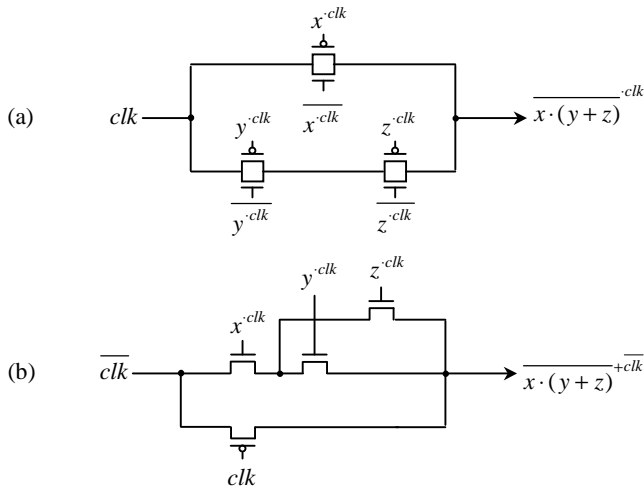 x^{·clk}
(a)
clk
\overline{x^{·clk}}
\overline{x·(y+z)}^{·clk}
y^{·clk}
z^{·clk}
\overline{y^{·clk}}
\overline{z^{·clk}}
z^{·clk}
y^{·clk}
x^{·clk}
(b)
\overline{clk}
\overline{x·(y+z)}^{+\overline{clk}}
clk